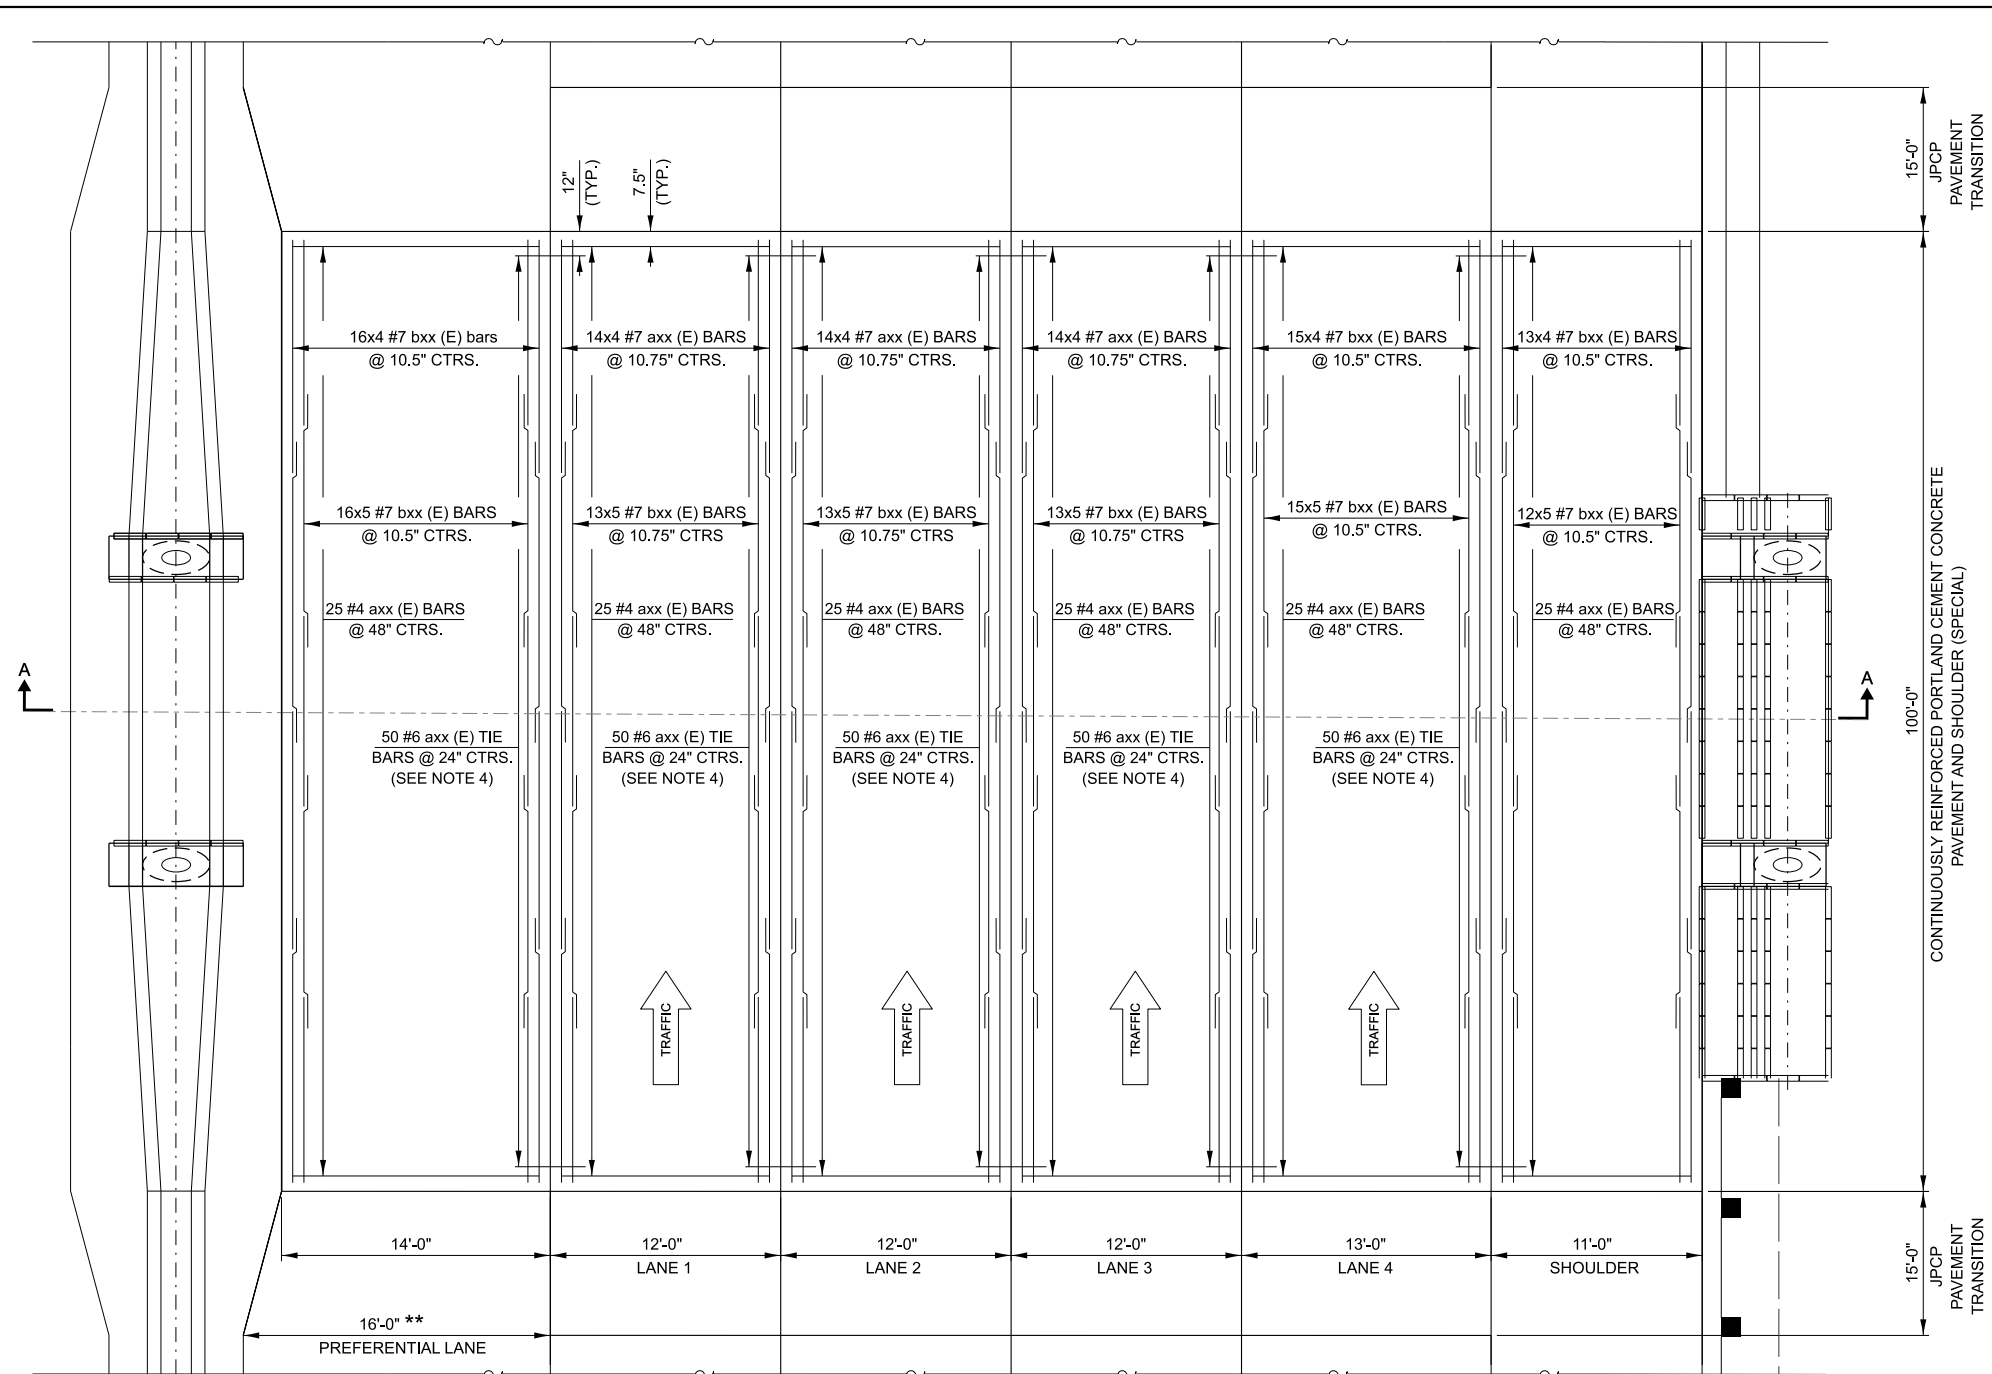 12"
(TYP.)
7.5"
(TYP.)
15'-0"
JPCP
PAVEMENT
TRANSITION
16x4 #7 bxx (E) bars
@ 10.5" CTRS.
14x4 #7 axx (E) BARS
@ 10.75" CTRS.
14x4 #7 axx (E) BARS
@ 10.75" CTRS.
14x4 #7 axx (E) BARS
@ 10.75" CTRS.
15x4 #7 bxx (E) BARS
@ 10.5" CTRS.
13x4 #7 bxx (E) BARS
@ 10.5" CTRS.
16x5 #7 bxx (E) BARS
@ 10.5" CTRS.
13x5 #7 bxx (E) BARS
@ 10.75" CTRS
13x5 #7 bxx (E) BARS
@ 10.75" CTRS
13x5 #7 bxx (E) BARS
@ 10.75" CTRS
15x5 #7 bxx (E) BARS
@ 10.5" CTRS.
12x5 #7 bxx (E) BARS
@ 10.5" CTRS.
25 #4 axx (E) BARS
@ 48" CTRS.
25 #4 axx (E) BARS
@ 48" CTRS.
25 #4 axx (E) BARS
@ 48" CTRS.
25 #4 axx (E) BARS
@ 48" CTRS.
25 #4 axx (E) BARS
@ 48" CTRS.
25 #4 axx (E) BARS
@ 48" CTRS.
A
A
100'-0"
CONTINUOUSLY REINFORCED PORTLAND CEMENT CONCRETE
PAVEMENT AND SHOULDER (SPECIAL)
50 #6 axx (E) TIE
BARS @ 24" CTRS.
(SEE NOTE 4)
50 #6 axx (E) TIE
BARS @ 24" CTRS.
(SEE NOTE 4)
50 #6 axx (E) TIE
BARS @ 24" CTRS.
(SEE NOTE 4)
50 #6 axx (E) TIE
BARS @ 24" CTRS.
(SEE NOTE 4)
50 #6 axx (E) TIE
BARS @ 24" CTRS.
(SEE NOTE 4)
TRAFFIC
TRAFFIC
TRAFFIC
TRAFFIC
14'-0"
12'-0"
LANE 1
12'-0"
LANE 2
12'-0"
LANE 3
13'-0"
LANE 4
11'-0"
SHOULDER
15'-0"
JPCP
PAVEMENT
TRANSITION
16'-0" **
PREFERENTIAL LANE